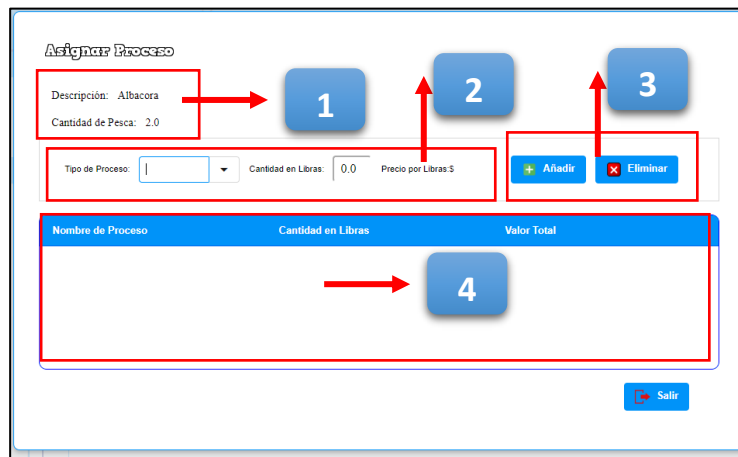 Asignar Proceso
Descripción: Albacora
1
2
3
Cantidad de Pesca: 2.0
Tipo de Proceso:
Cantidad en Libras: 0.0
Precio por Libras:$
Añadir
Eliminar
Nombre de Proceso
Cantidad en Libras
Valor Total
4
Salir